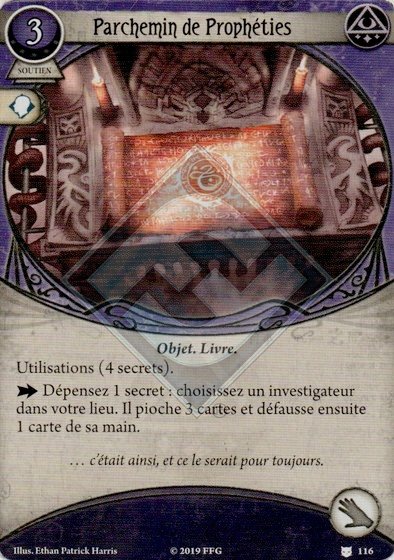 Parchemin de Prophéties
3
SOUTIEN
Objet. Livre.
Utilisations (4 secrets).
Dépensez 1 secret : choisissez un investigateur
dans votre lieu. Il pioche 3 cartes et défausse ensuite
1 carte de sa main.
… c'était ainsi, et ce le serait pour toujours.
Illus. Ethan Patrick Harris
© 2019 FFG
116